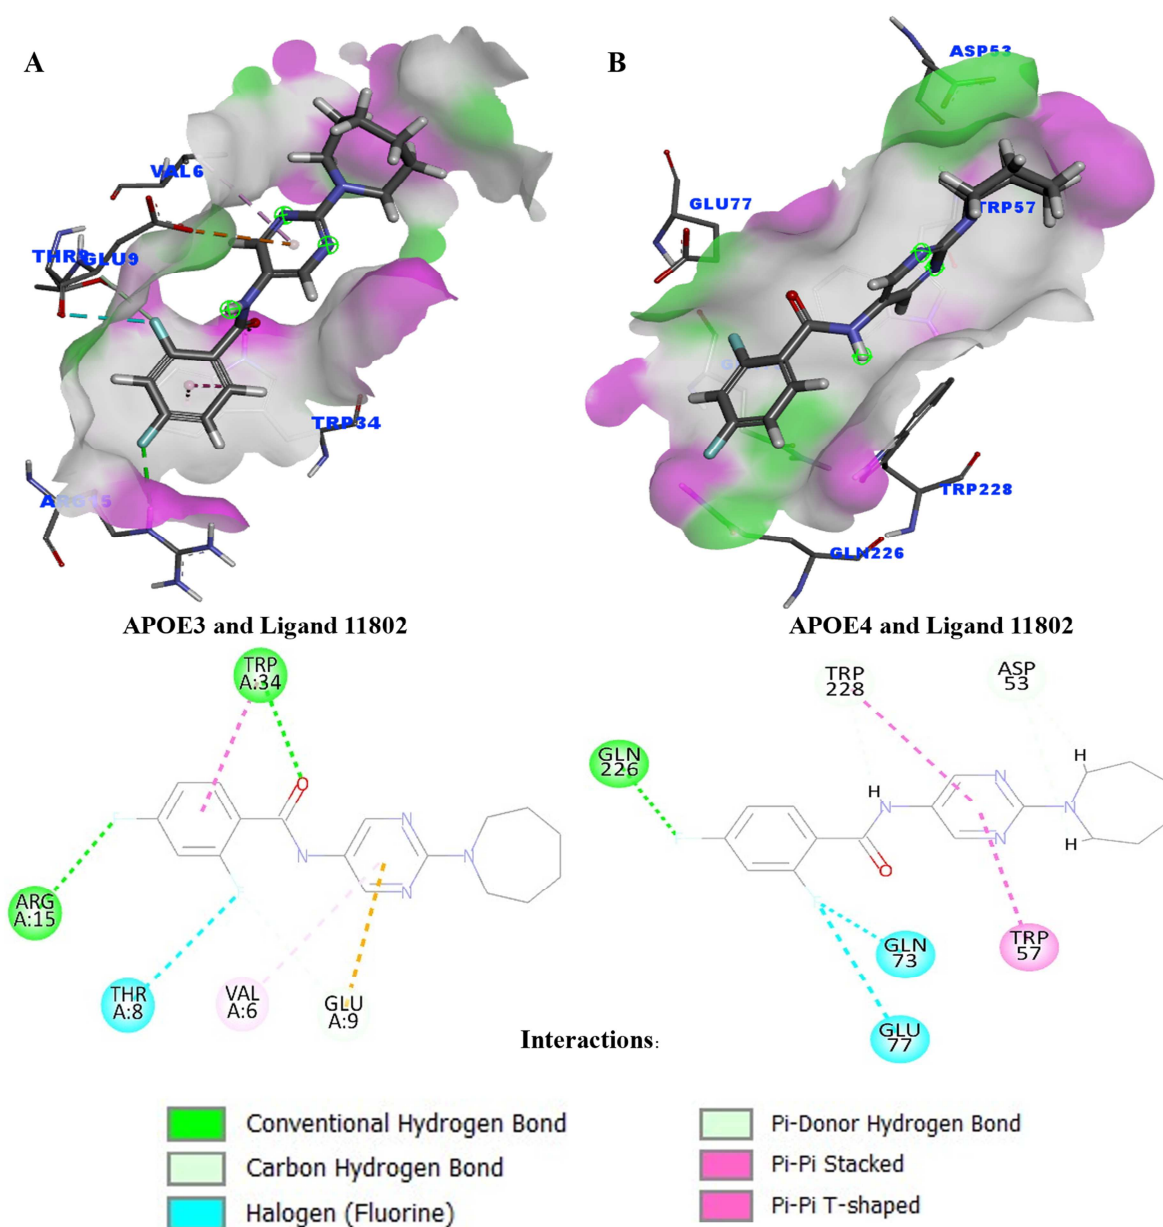 A
B
ASP53
VAL6
GLU77
TRP57
GLU9
TRP34
TRP228
GLN226
APOE3 and Ligand 11802
APOE4 and Ligand 11802
TRP
A:34
TRP
228
ASP
53
GLN
226
O
H
N
N
N
N
H
H
N
N
N
N
O
H
ARG
A:15
GLN
73
TRP
57
THR
A:8
VAL
A:6
GLU
A:9
GLU
77
Interactions:
Conventional Hydrogen Bond
Carbon Hydrogen Bond
Halogen (Fluorine)
Pi-Donor Hydrogen Bond
Pi-Pi Stacked
Pi-Pi T-shaped